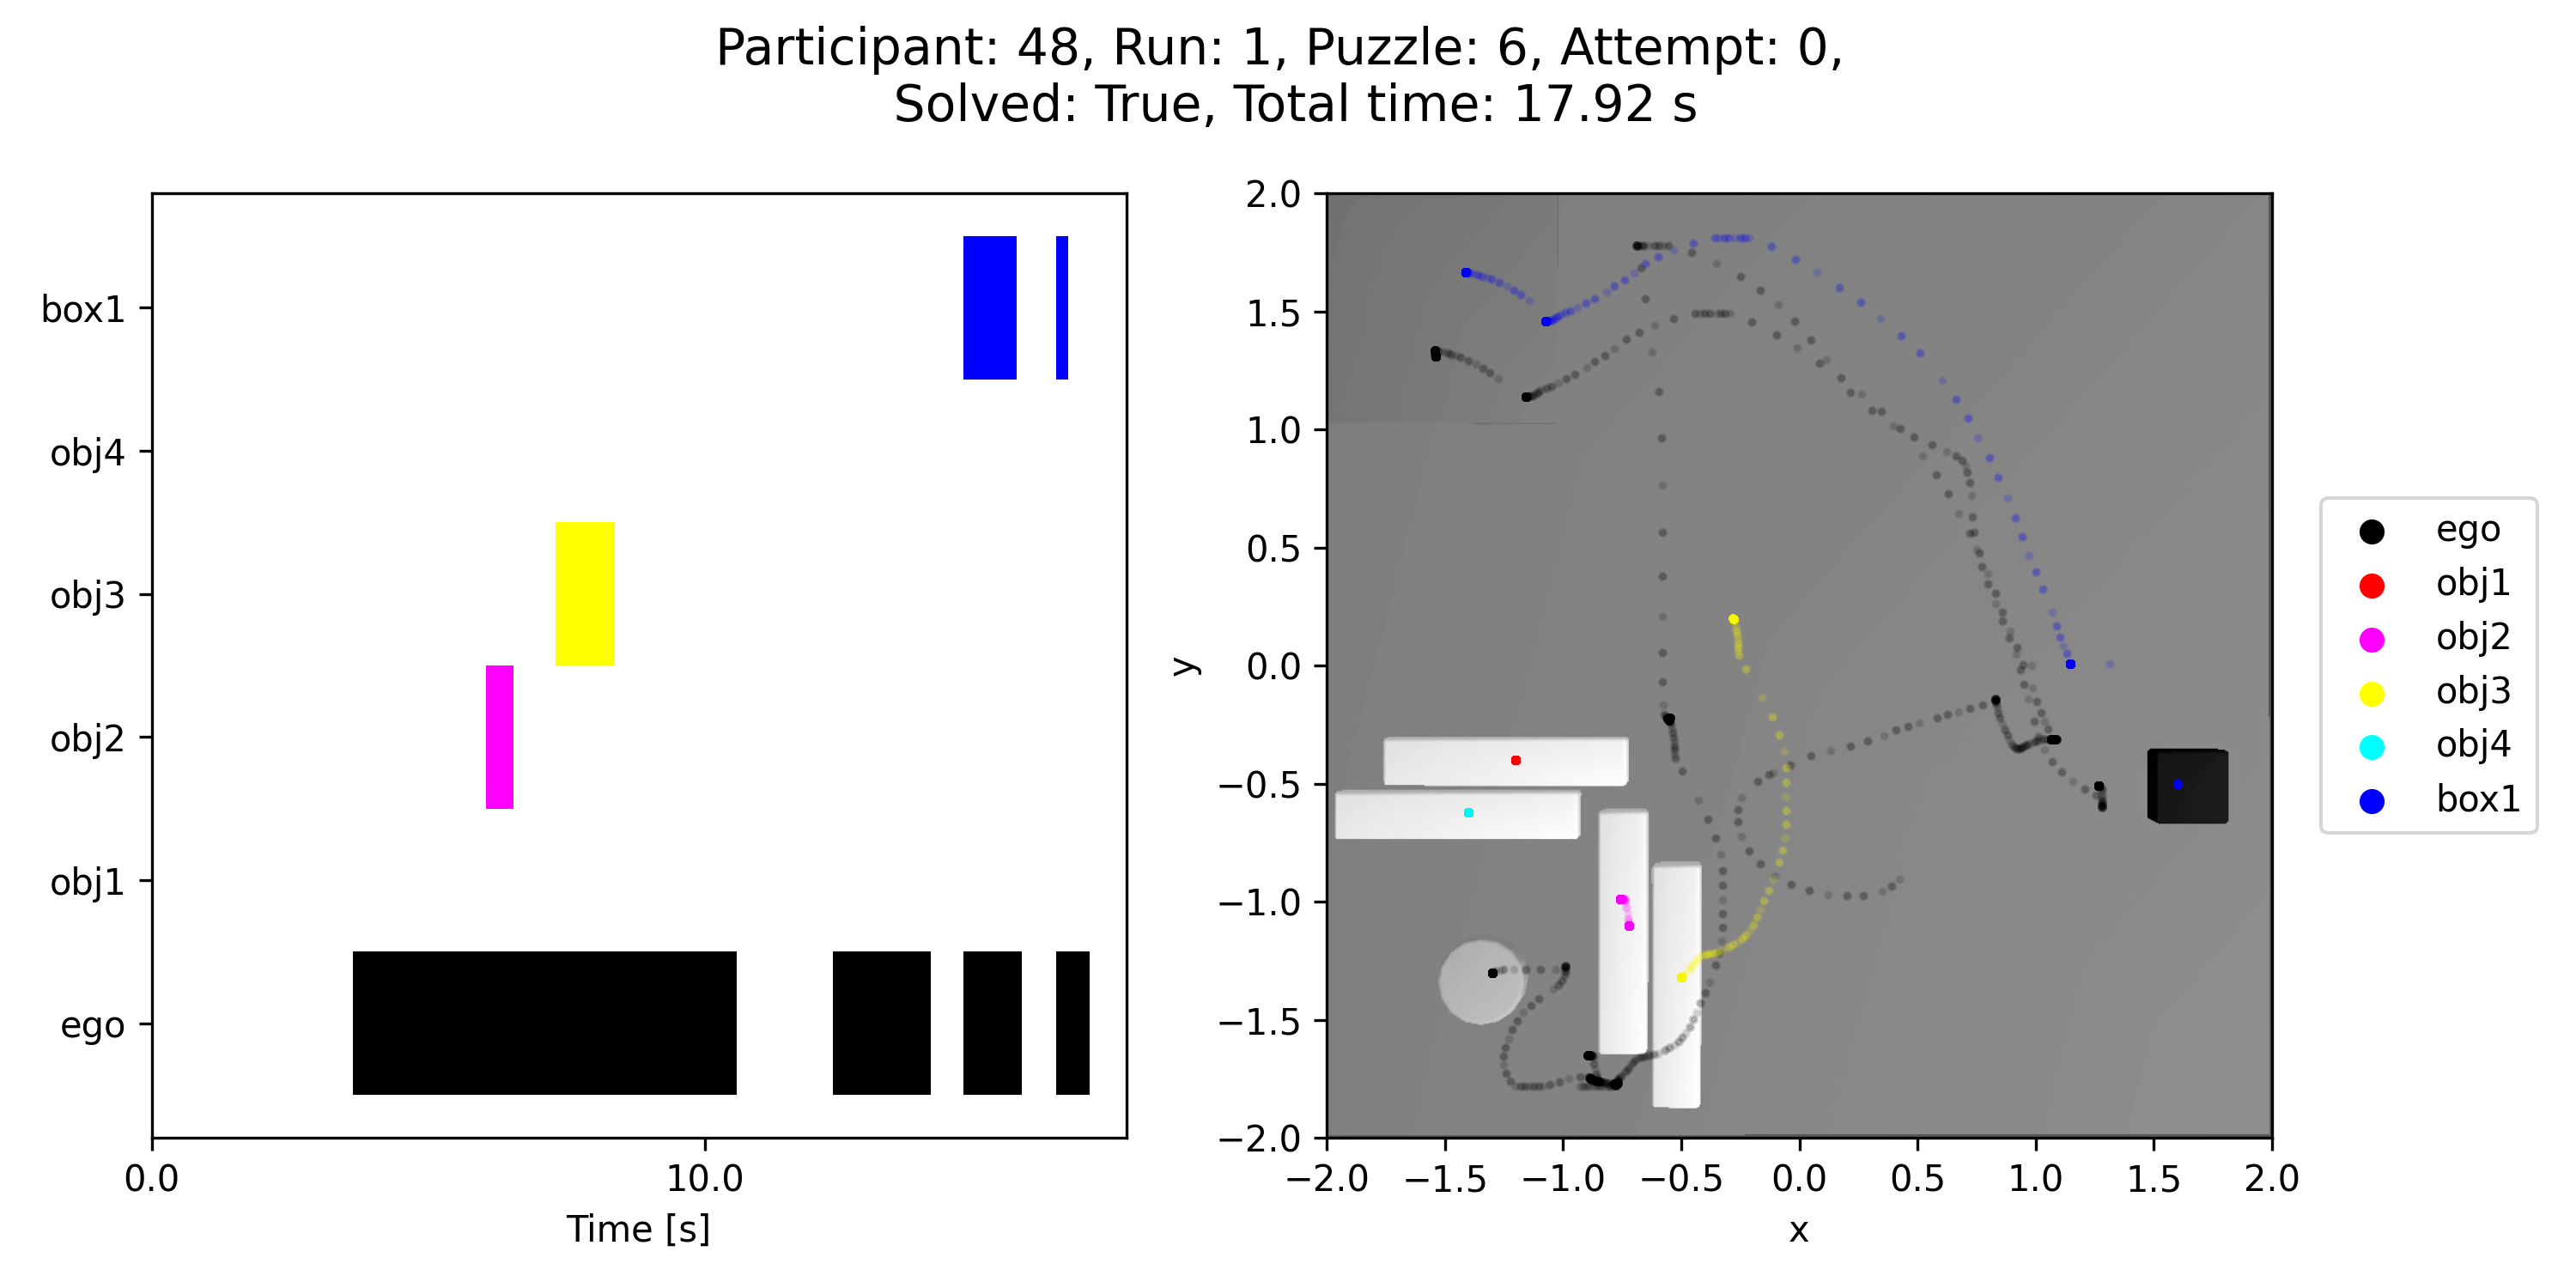 Participant: 48, Run: 1, Puzzle: 6, Attempt: 0,
Solved: True, Total time: 17.92 s
box1
obj4
obj3
obj2
obj1
ego
0.0 10.0
Time [s]
2.0
1.5
1.0
0.5
0.0
−0.5
−1.0
−1.5
−2.0
y
−2.0 −1.5 −1.0 −0.5 0.0 0.5 1.0 1.5 2.0
x
ego
obj1
obj2
obj3
obj4
box1